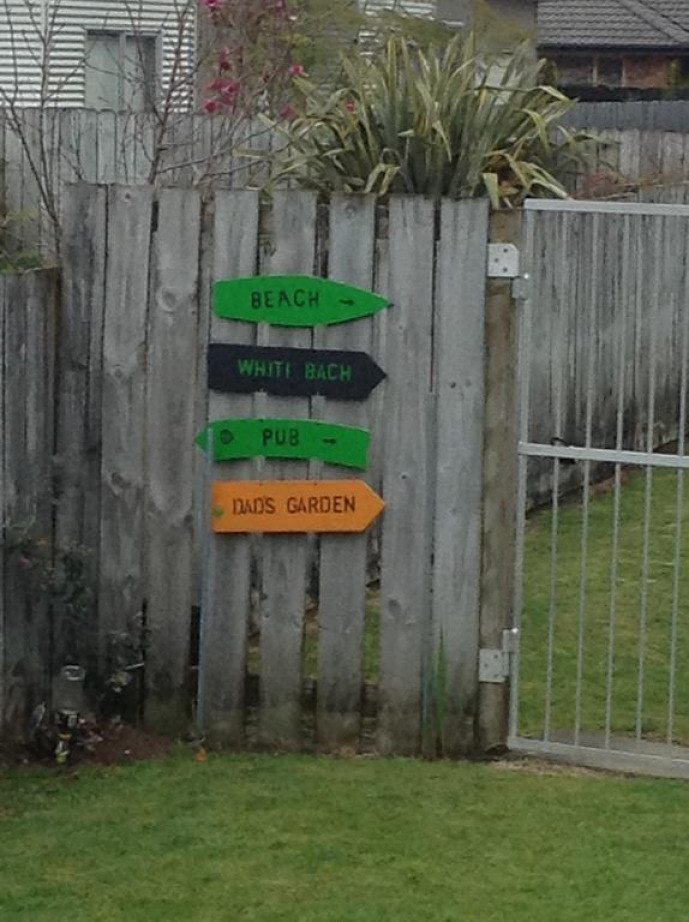 BEACH →
WHITI BACH
PUB →
DAD'S GARDEN